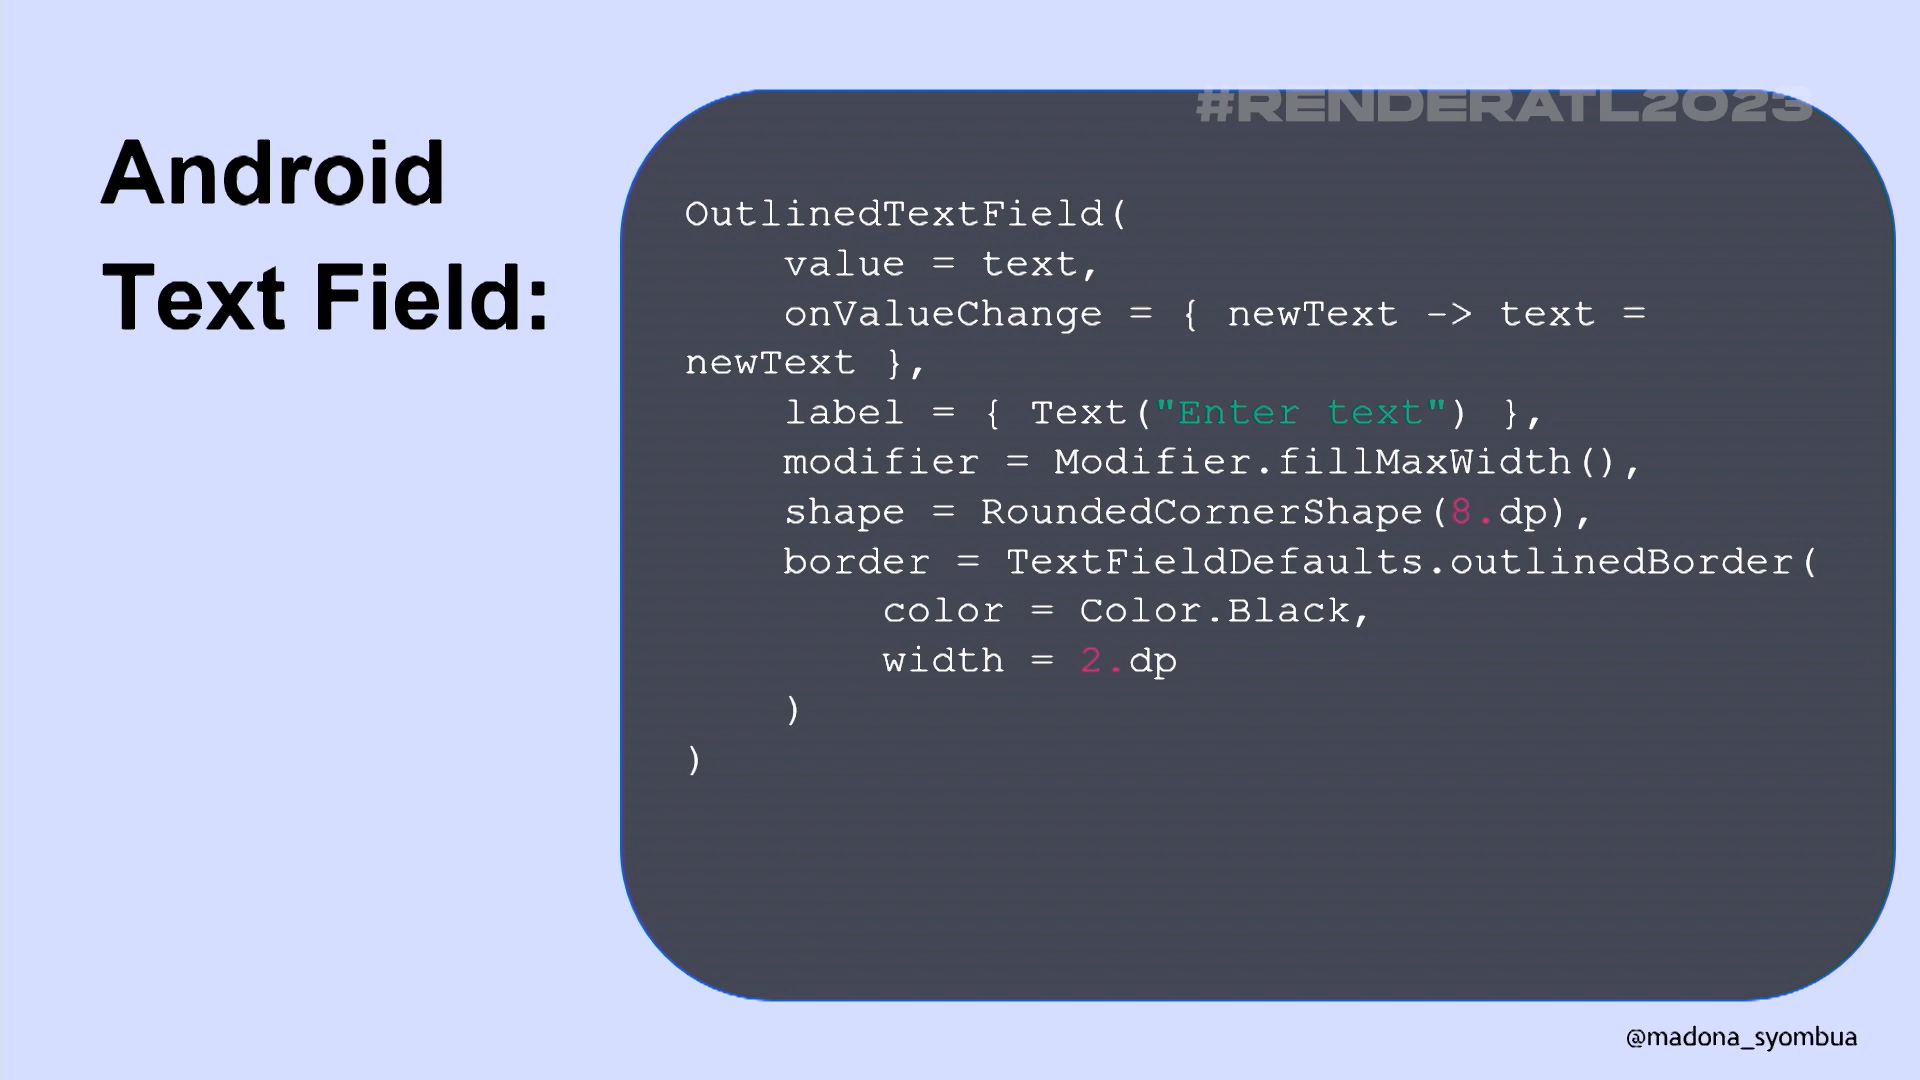 #RENDERATL2023
Android
Text Field:
OutlinedTextField(
    value = text,
    onValueChange = { newText -> text =
newText },
    label = { Text("Enter text") },
    modifier = Modifier.fillMaxWidth(),
    shape = RoundedCornerShape(8.dp),
    border = TextFieldDefaults.outlinedBorder(
        color = Color.Black,
        width = 2.dp
    )
)
@madona_syombua